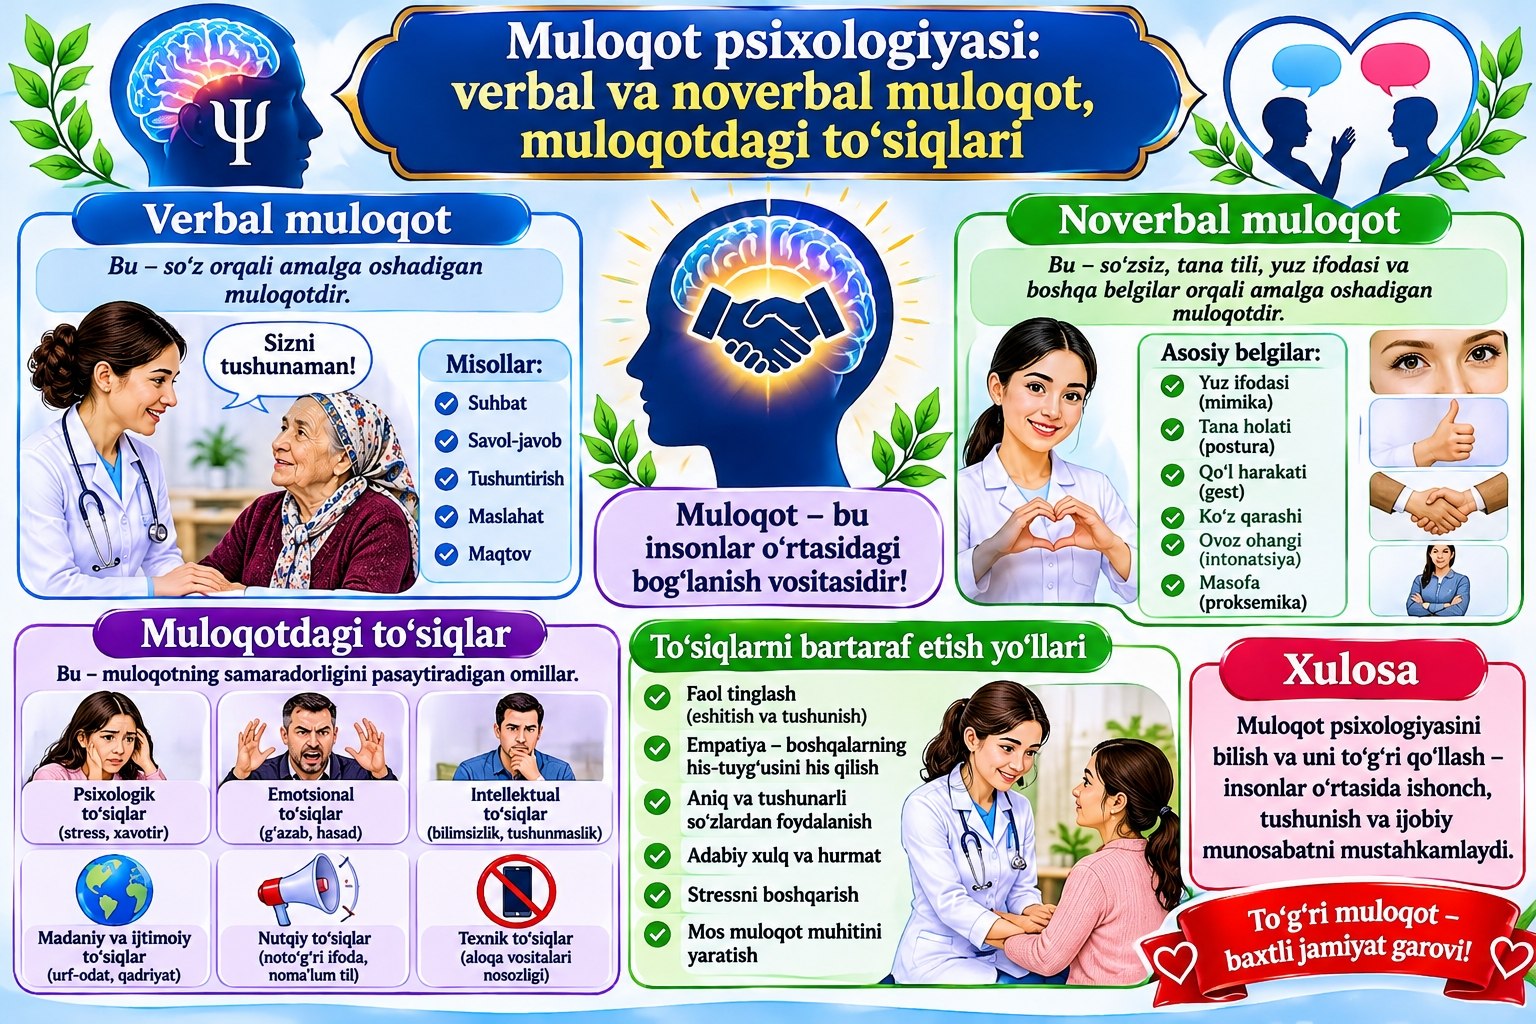 Muloqot psixologiyasi:
verbal va noverbal muloqot,
muloqotdagi to‘siqlari
Ψ
Verbal muloqot
Bu – so‘z orqali amalga oshadigan
muloqotdir.
Sizni
tushunaman!
Misollar:
Suhbat
Savol-javob
Tushuntirish
Maslahat
Maqtov
Muloqot – bu
insonlar o‘rtasidagi
bog‘lanish vositasidir!
Noverbal muloqot
Bu – so‘zsiz, tana tili, yuz ifodasi va
boshqa belgilar orqali amalga oshadigan
muloqotdir.
Asosiy belgilar:
Yuz ifodasi
(mimika)
Tana holati
(postura)
Qo‘l harakati
(gest)
Ko‘z qarashi
Ovoz ohangi
(intonatsiya)
Masofa
(proksemika)
Muloqotdagi to‘siqlar
Bu – muloqotning samaradorligini pasaytiradigan omillar.
Psixologik
to‘siqlar
(stress, xavotir)
Emotsional
to‘siqlar
(g‘azab, hasad)
Intellektual
to‘siqlar
(bilimsizlik, tushunmaslik)
Madaniy va ijtimoiy
to‘siqlar
(urf-odat, qadriyat)
Nutqiy to‘siqlar
(noto‘g‘ri ifoda,
noma'lum til)
Texnik to‘siqlar
(aloqa vositalari
nosozligi)
To‘siqlarni bartaraf etish yo‘llari
Faol tinglash
(eshitish va tushunish)
Empatiya – boshqalarning
his-tuyg‘usini his qilish
Aniq va tushunarli
so‘zlardan foydalanish
Adabiy xulq va hurmat
Stressni boshqarish
Mos muloqot muhitini
yaratish
Xulosa
Muloqot psixologiyasini
bilish va uni to‘g‘ri qo‘llash –
insonlar o‘rtasida ishonch,
tushunish va ijobiy
munosabatni mustahkamlaydi.
To‘g‘ri muloqot –
baxtli jamiyat garovi!